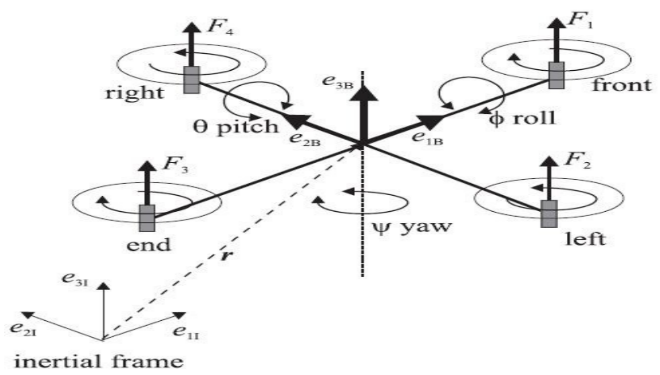 F4
F1
e3B
right
front
θ pitch
ϕ roll
e2B
e1B
F3
F2
end
ψ yaw
left
r
e3I
e2I
e1I
inertial frame